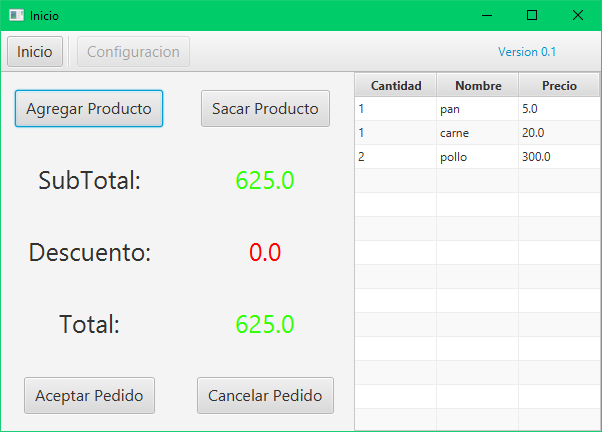 Inicio
Inicio Configuracion Version 0.1
Agregar Producto Sacar Producto
SubTotal: 625.0
Descuento: 0.0
Total: 625.0
Aceptar Pedido Cancelar Pedido
Cantidad Nombre Precio
1 pan 5.0
1 carne 20.0
2 pollo 300.0